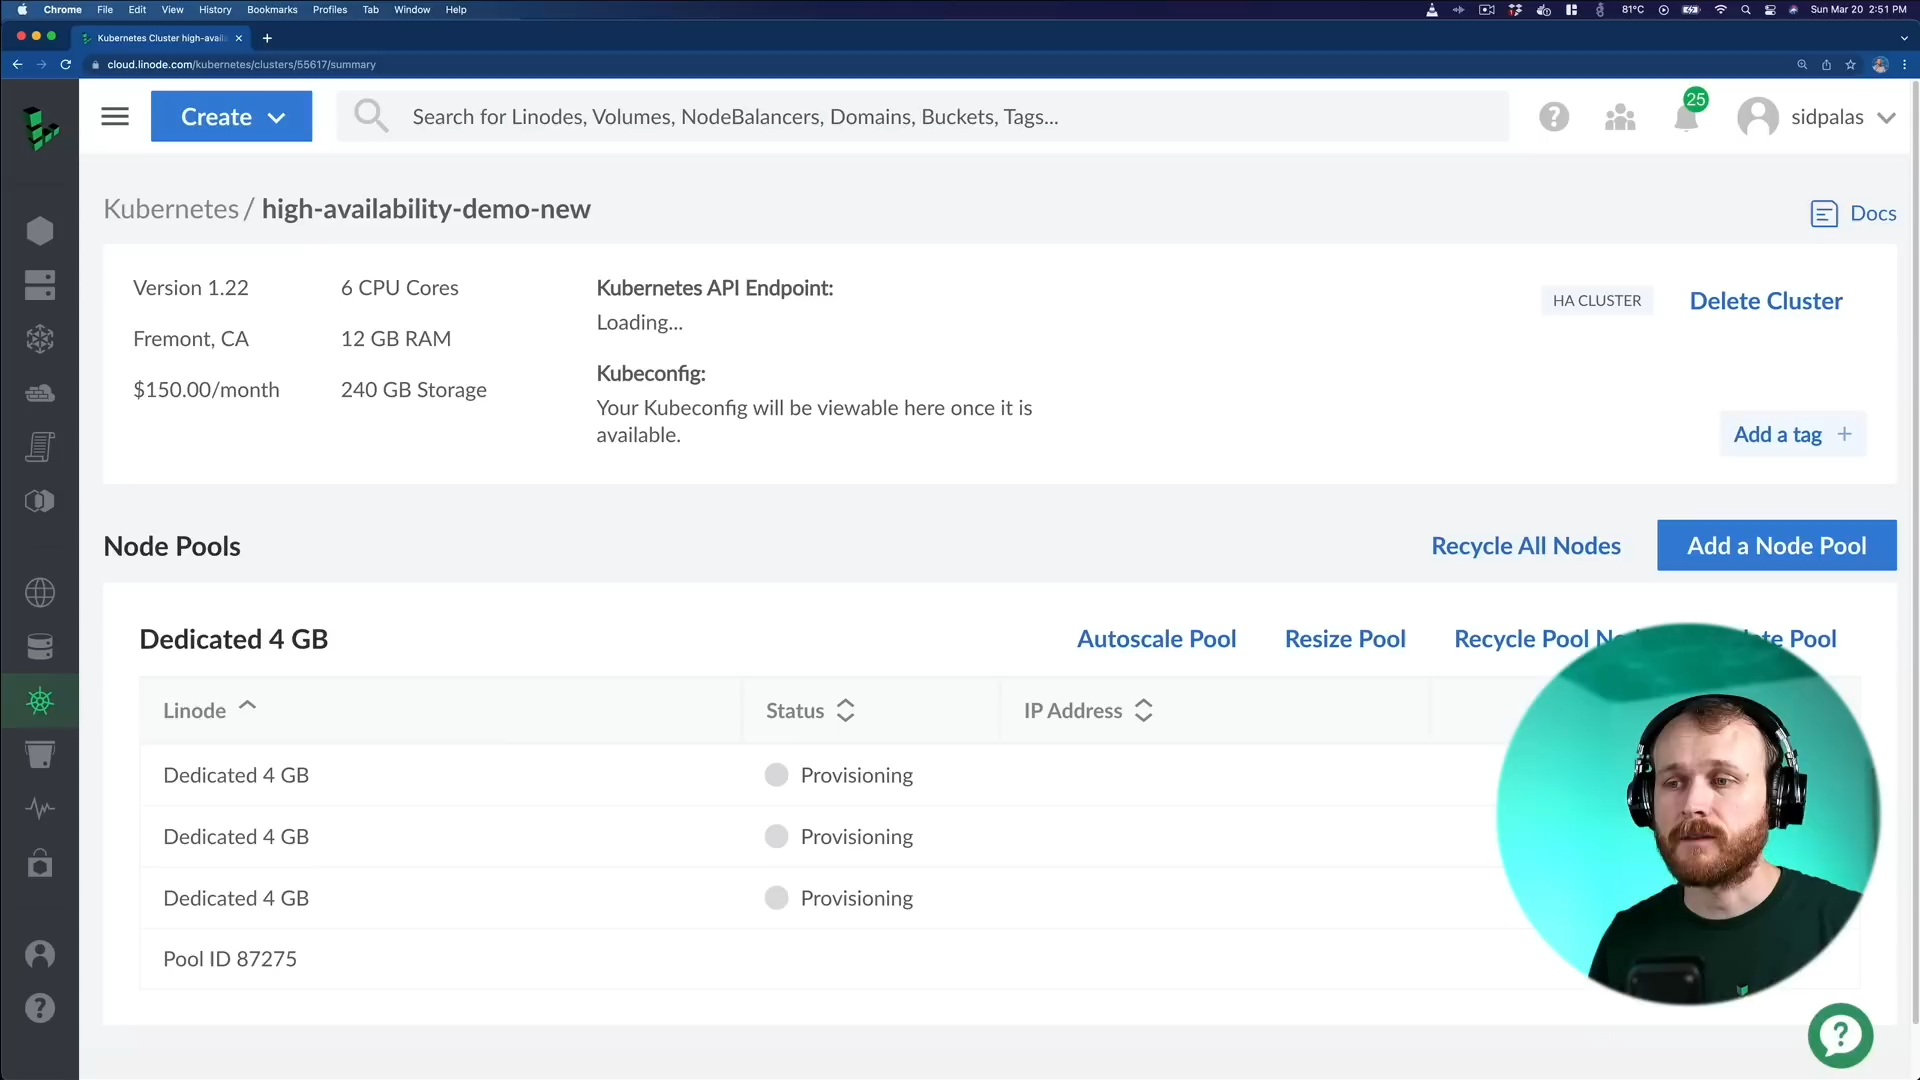 Chrome File Edit View History Bookmarks Profiles Tab Window Help 81°C Sun Mar 20 2:51 PM
Kubernetes Cluster high-avail
cloud.linode.com/kubernetes/clusters/55617/summary
Create Search for Linodes, Volumes, NodeBalancers, Domains, Buckets, Tags... 25 sidpalas
Kubernetes / high-availability-demo-new
Docs
Version 1.22 6 CPU Cores Kubernetes API Endpoint:
Loading...
HA CLUSTER Delete Cluster
Fremont, CA 12 GB RAM
Kubeconfig:
$150.00/month 240 GB Storage
Your Kubeconfig will be viewable here once it is
available.
Add a tag +
Node Pools Recycle All Nodes Add a Node Pool
Dedicated 4 GB Autoscale Pool Resize Pool Recycle Pool Pool
Linode Status IP Address
Dedicated 4 GB Provisioning
Dedicated 4 GB Provisioning
Dedicated 4 GB Provisioning
Pool ID 87275